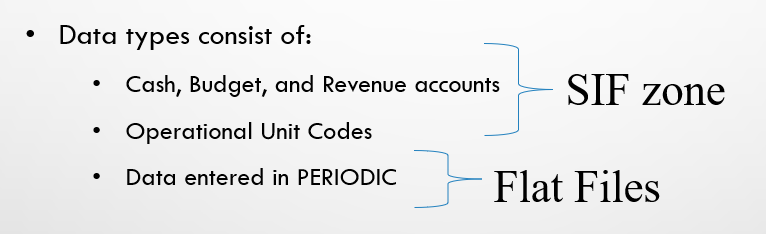 • Data types consist of:
• Cash, Budget, and Revenue accounts
• Operational Unit Codes
SIF zone
• Data entered in PERIODIC
Flat Files